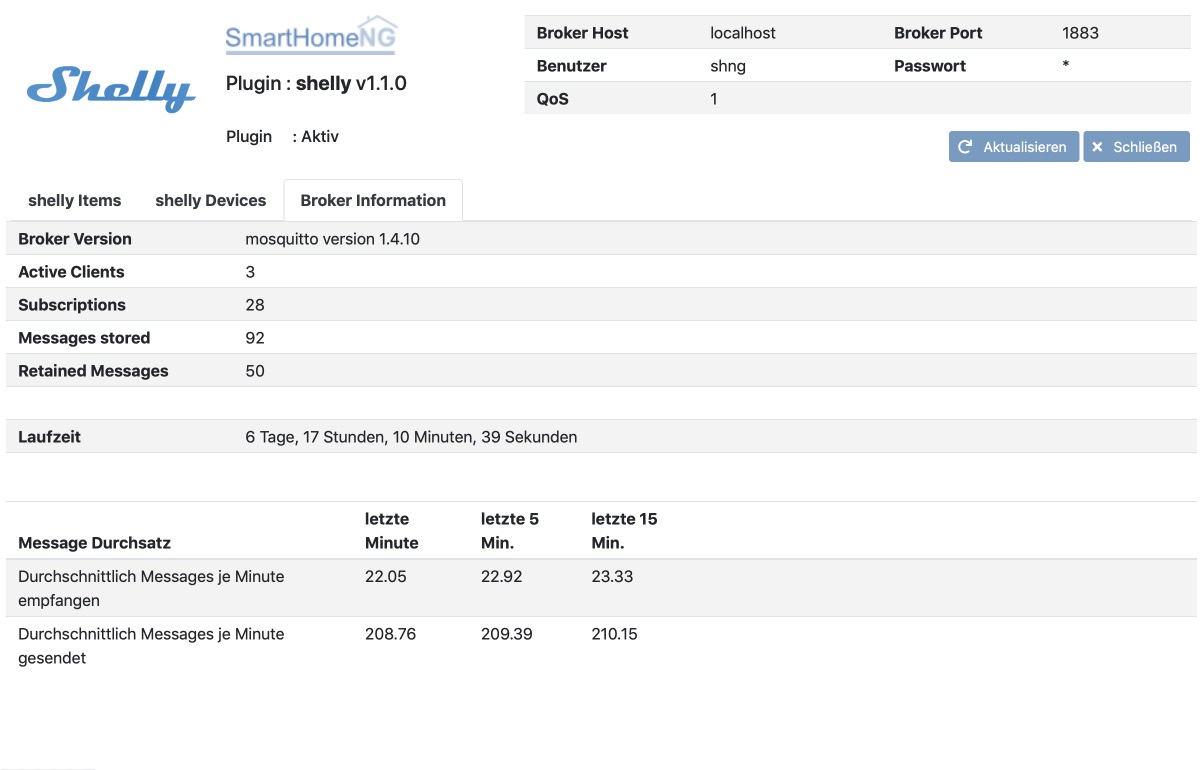 Shelly
SmartHomeNG
Plugin : shelly v1.1.0
Plugin : Aktiv
Broker Host localhost Broker Port 1883
Benutzer shng Passwort *
QoS 1
Aktualisieren Schließen
shelly Items shelly Devices Broker Information
Broker Version mosquitto version 1.4.10
Active Clients 3
Subscriptions 28
Messages stored 92
Retained Messages 50
Laufzeit 6 Tage, 17 Stunden, 10 Minuten, 39 Sekunden
letzte letzte 5 letzte 15
Message Durchsatz Minute Min. Min.
Durchschnittlich Messages je Minute 22.05 22.92 23.33
empfangen
Durchschnittlich Messages je Minute 208.76 209.39 210.15
gesendet